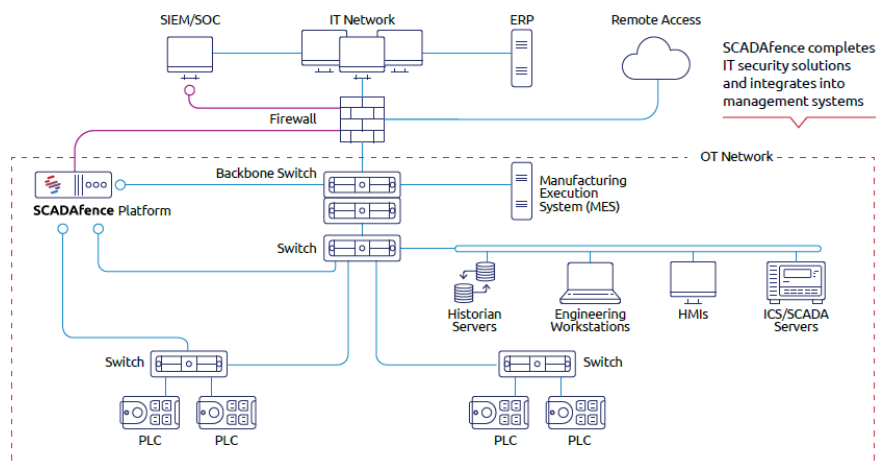 SIEM/SOC
IT Network
ERP
Remote Access
SCADAfence completes
IT security solutions
and integrates into
management systems
Firewall
OT Network
Backbone Switch
Manufacturing
Execution
System (MES)
SCADAfence Platform
Switch
Historian
Servers
Engineering
Workstations
HMIs
ICS/SCADA
Servers
Switch
Switch
PLC
PLC
PLC
PLC